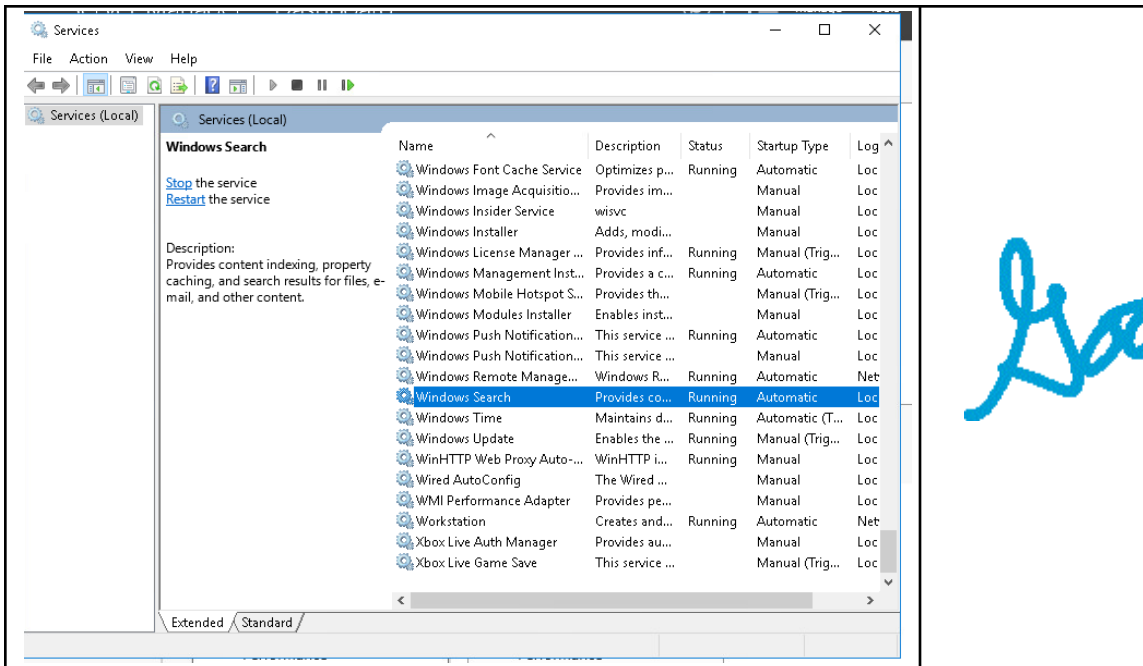 Services
File Action View Help
Services (Local)
Services (Local)
Windows Search
Stop the service
Restart the service
Description:
Provides content indexing, property
caching, and search results for files, e-
mail, and other content.
Name Description Status Startup Type Log
Windows Font Cache Service Optimizes p... Running Automatic Loc
Windows Image Acquisitio... Provides im... Manual Loc
Windows Insider Service wisvc Manual Loc
Windows Installer Adds, modi... Manual Loc
Windows License Manager ... Provides inf... Running Manual (Trig... Loc
Windows Management Inst... Provides a c... Running Automatic Loc
Windows Mobile Hotspot S... Provides th... Manual (Trig... Loc
Windows Modules Installer Enables inst... Manual Loc
Windows Push Notification... This service ... Running Automatic Loc
Windows Push Notification... This service ... Manual Loc
Windows Remote Manage... Windows R... Running Automatic Net
Windows Search Provides co... Running Automatic Loc
Windows Time Maintains d... Running Automatic (T... Loc
Windows Update Enables the ... Running Manual (Trig... Loc
WinHTTP Web Proxy Auto-... WinHTTP i... Running Manual Loc
Wired AutoConfig The Wired ... Manual Loc
WMI Performance Adapter Provides pe... Manual Loc
Workstation Creates and... Running Automatic Net
Xbox Live Auth Manager Provides au... Manual Loc
Xbox Live Game Save This service ... Manual (Trig... Loc
Extended Standard